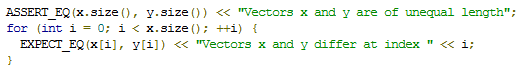 ASSERT_EQ(x.size(), y.size()) << "Vectors x and y are of unequal length";
for (int i = 0; i < x.size(); ++i) {
  EXPECT_EQ(x[i], y[i]) << "Vectors x and y differ at index " << i;
}